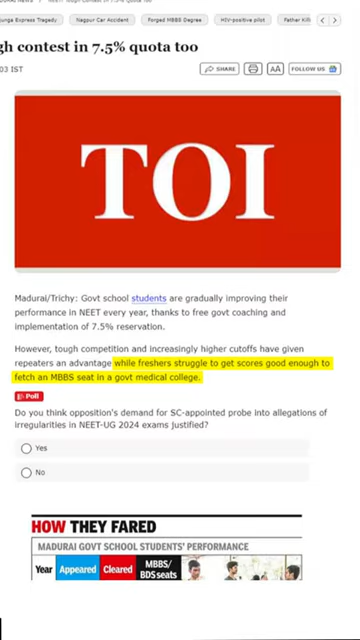 unge Express Tragedy Nagpur Car Accident Forged MBBS Degree HIV-positive pilot Father Kill
gh contest in 7.5% quota too
03 IST SHARE AA FOLLOW US
TOI
Madurai/Trichy: Govt school students are gradually improving their
performance in NEET every year, thanks to free govt coaching and
implementation of 7.5% reservation.
However, tough competition and increasingly higher cutoffs have given
repeaters an advantage while freshers struggle to get scores good enough to
fetch an MBBS seat in a govt medical college.
Poll
Do you think opposition's demand for SC-appointed probe into allegations of
irregularities in NEET-UG 2024 exams justified?
Yes
No
HOW THEY FARED
MADURAI GOVT SCHOOL STUDENTS' PERFORMANCE
Year Appeared Cleared MBBS/
BDS seats